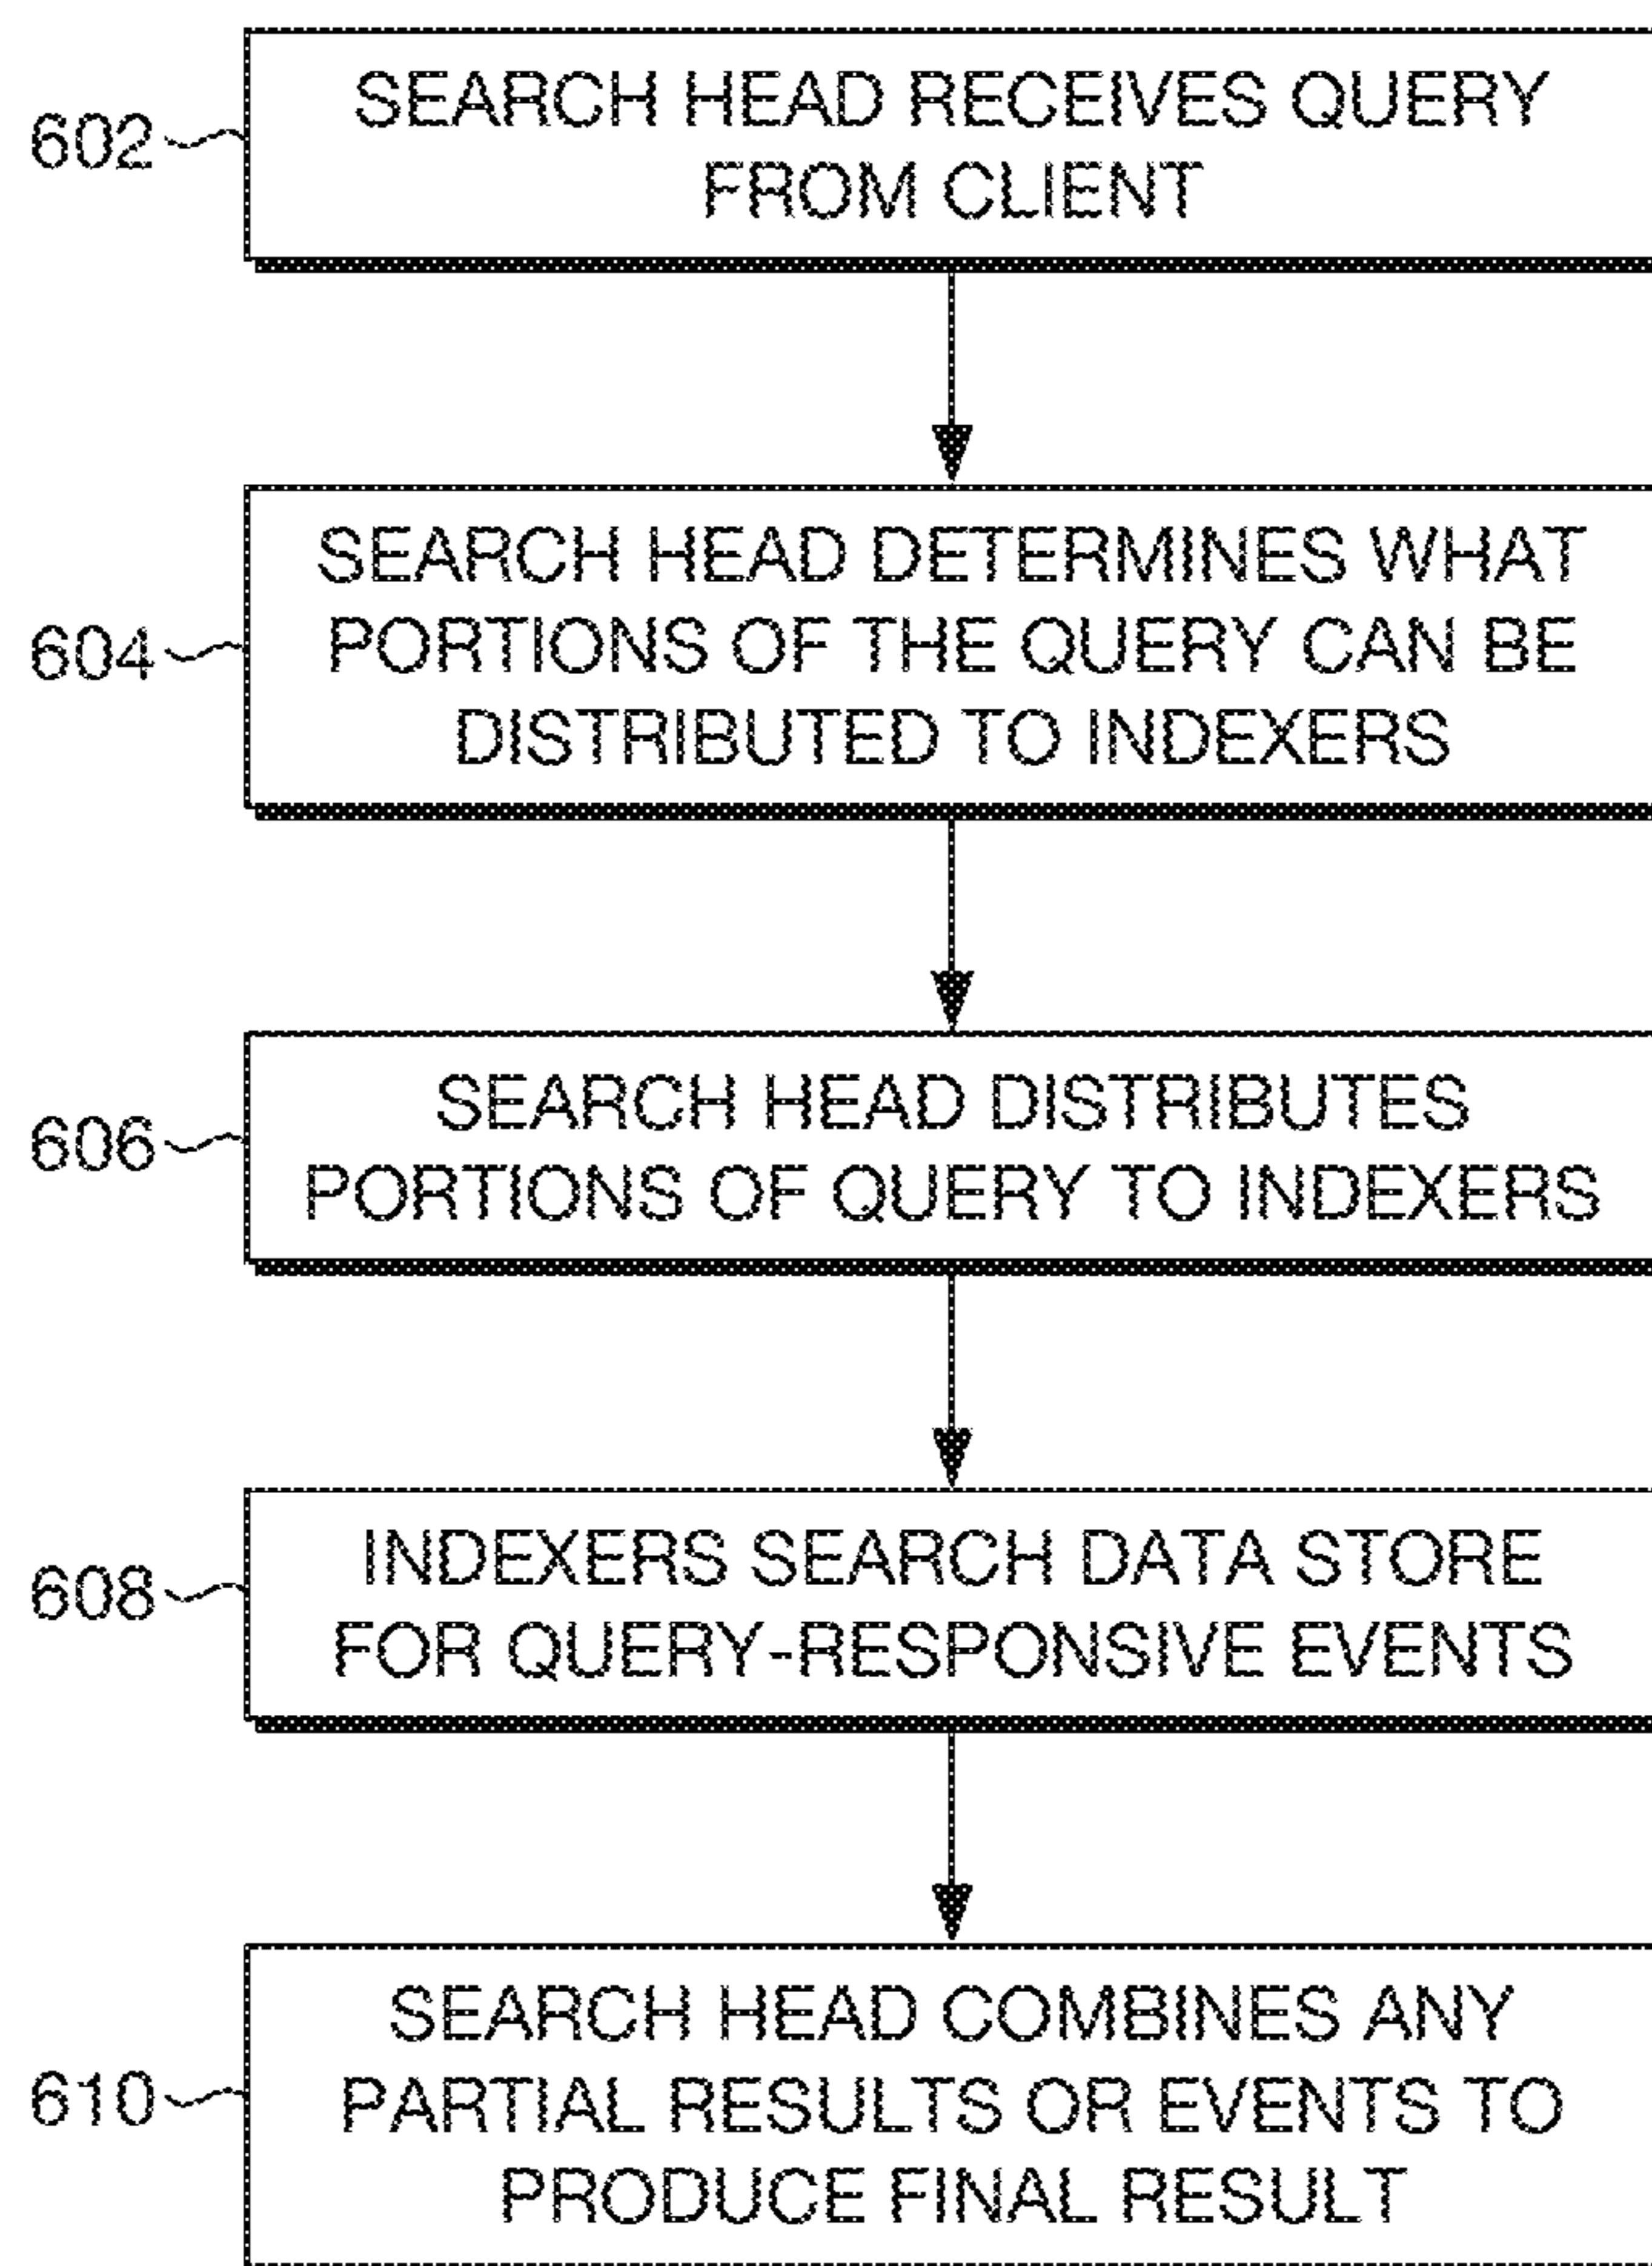 602
SEARCH HEAD RECEIVES QUERY
FROM CLIENT
604
SEARCH HEAD DETERMINES WHAT
PORTIONS OF THE QUERY CAN BE
DISTRIBUTED TO INDEXERS
606
SEARCH HEAD DISTRIBUTES
PORTIONS OF QUERY TO INDEXERS
608
INDEXERS SEARCH DATA STORE
FOR QUERY-RESPONSIVE EVENTS
610
SEARCH HEAD COMBINES ANY
PARTIAL RESULTS OR EVENTS TO
PRODUCE FINAL RESULT